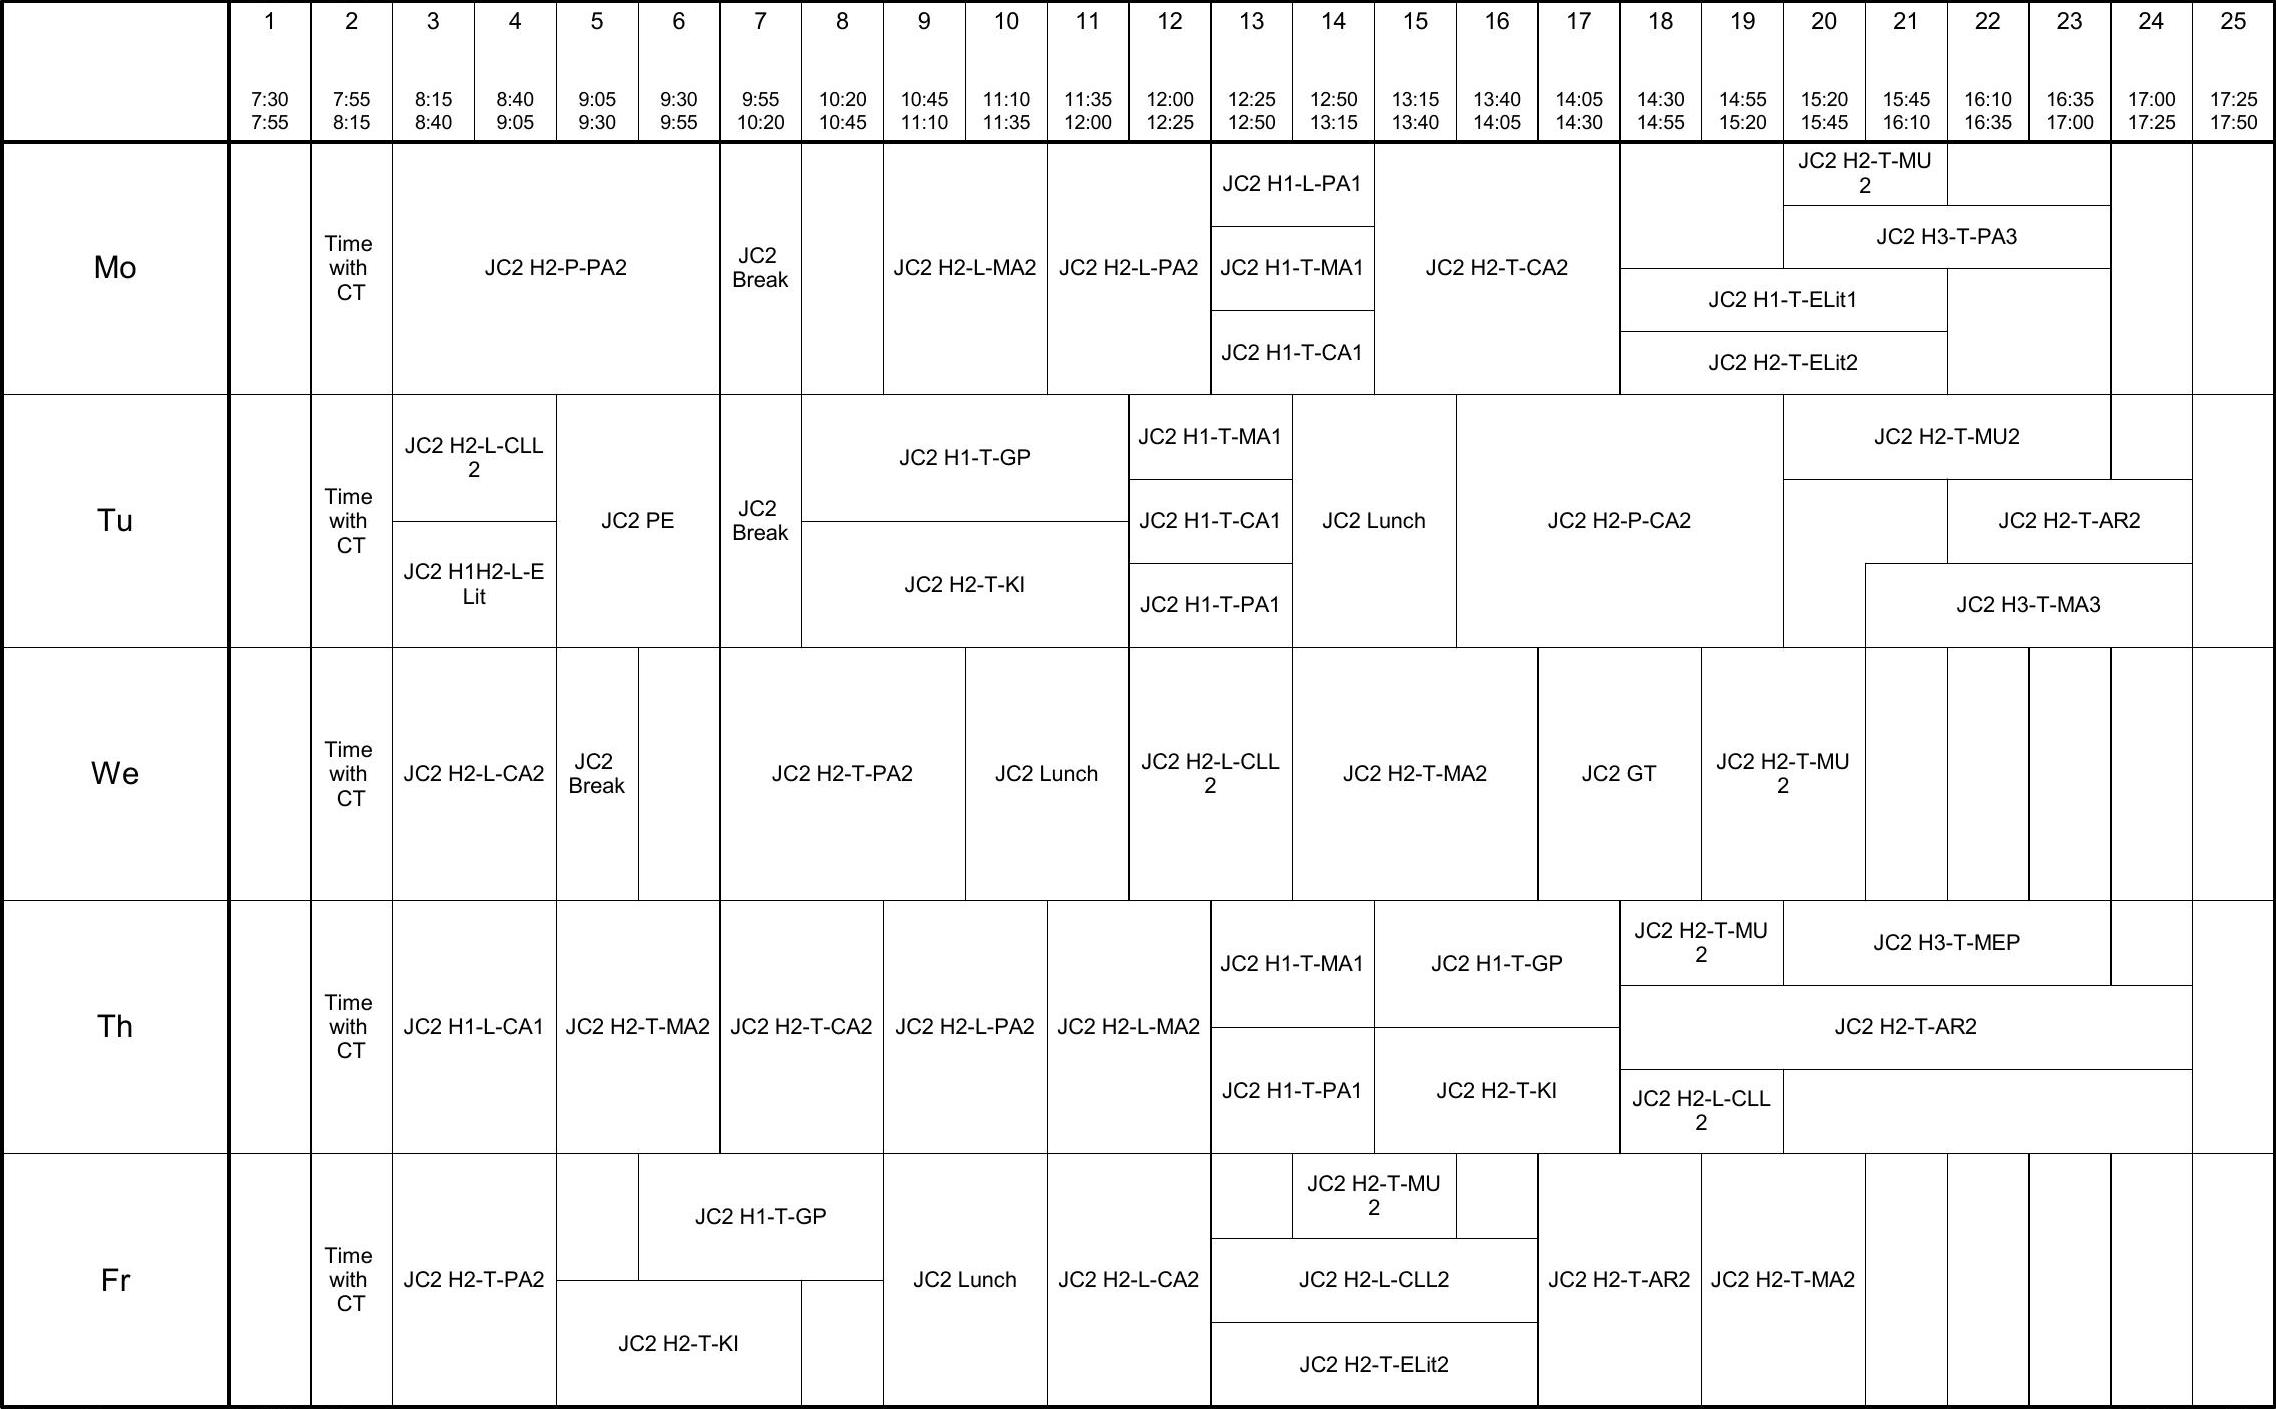 1 2 3 4 5 6 7 8 9 10 11 12 13 14 15 16 17 18 19 20 21 22 23 24 25
7:30 7:55 8:15 8:40 9:05 9:30 9:55 10:20 10:45 11:10 11:35 12:00 12:25 12:50 13:15 13:40 14:05 14:30 14:55 15:20 15:45 16:10 16:35 17:00 17:25
7:55 8:15 8:40 9:05 9:30 9:55 10:20 10:45 11:10 11:35 12:00 12:25 12:50 13:15 13:40 14:05 14:30 14:55 15:20 15:45 16:10 16:35 17:00 17:25 17:50
Mo
Time
with
CT
JC2 H2-P-PA2
JC2
Break
JC2 H2-L-MA2
JC2 H2-L-PA2
JC2 H1-L-PA1
JC2 H1-T-MA1
JC2 H1-T-CA1
JC2 H2-T-CA2
JC2 H2-T-MU
2
JC2 H3-T-PA3
JC2 H1-T-ELit1
JC2 H2-T-ELit2
Tu
Time
with
CT
JC2 H2-L-CLL
2
JC2 H1H2-L-E
Lit
JC2 PE
JC2
Break
JC2 H1-T-GP
JC2 H2-T-KI
JC2 H1-T-MA1
JC2 H1-T-CA1
JC2 H1-T-PA1
JC2 Lunch
JC2 H2-P-CA2
JC2 H2-T-MU2
JC2 H2-T-AR2
JC2 H3-T-MA3
We
Time
with
CT
JC2 H2-L-CA2
JC2
Break
JC2 H2-T-PA2
JC2 Lunch
JC2 H2-L-CLL
2
JC2 H2-T-MA2
JC2 GT
JC2 H2-T-MU
2
Th
Time
with
CT
JC2 H1-L-CA1
JC2 H2-T-MA2
JC2 H2-T-CA2
JC2 H2-L-PA2
JC2 H2-L-MA2
JC2 H1-T-MA1
JC2 H1-T-PA1
JC2 H1-T-GP
JC2 H2-T-KI
JC2 H2-T-MU
2
JC2 H3-T-MEP
JC2 H2-T-AR2
JC2 H2-L-CLL
2
Fr
Time
with
CT
JC2 H2-T-PA2
JC2 H1-T-GP
JC2 H2-T-KI
JC2 Lunch
JC2 H2-L-CA2
JC2 H2-T-MU
2
JC2 H2-L-CLL2
JC2 H2-T-ELit2
JC2 H2-T-AR2
JC2 H2-T-MA2